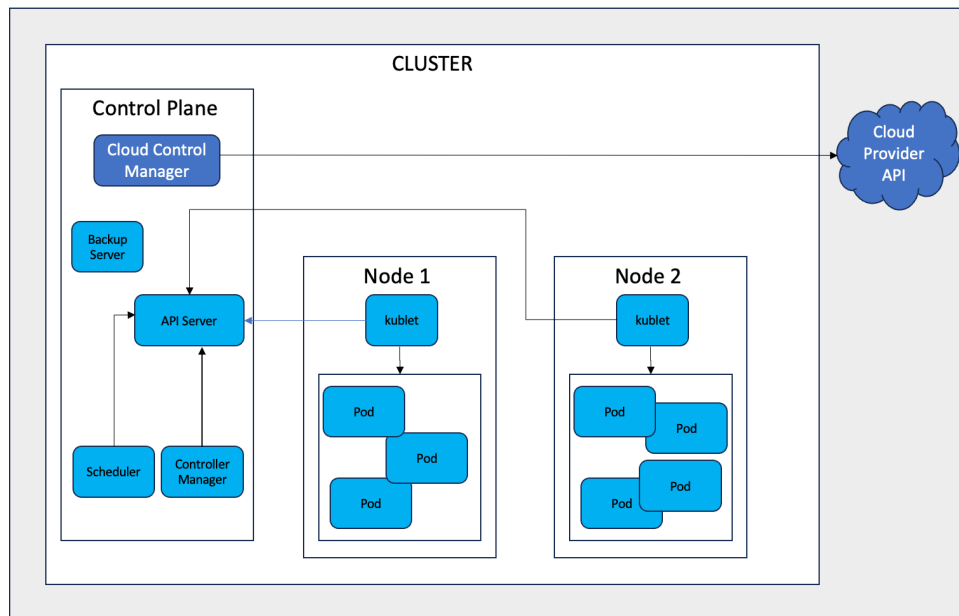 CLUSTER
Control Plane
Cloud Control
Manager
Cloud
Provider
API
Backup
Server
API Server
Scheduler
Controller
Manager
Node 1
kublet
Pod
Pod
Pod
Node 2
kublet
Pod
Pod
Pod
Pod